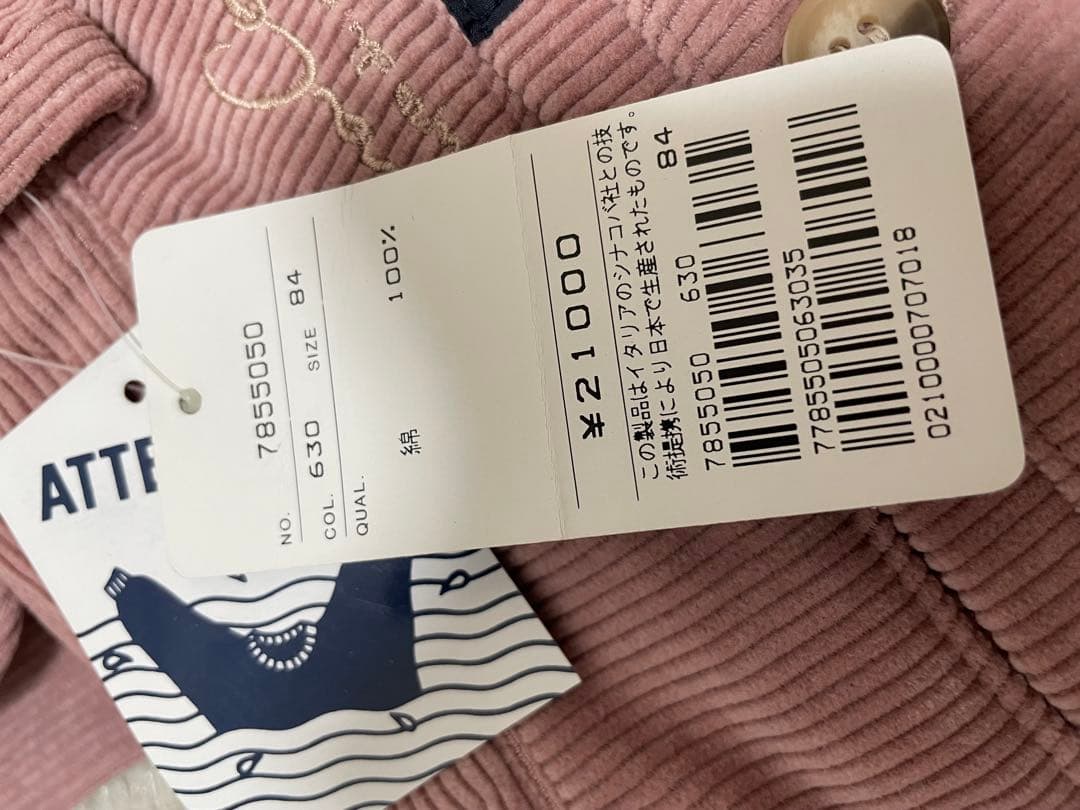 NO. 7855050
COL. 630 SIZE 84
QUAL.
綿 100%
¥21000
この製品はイタリアのシナコバ社との技
術提携により日本で生産されたものです。
7855050 630 84
7785505063035
0210000707018
ATTE